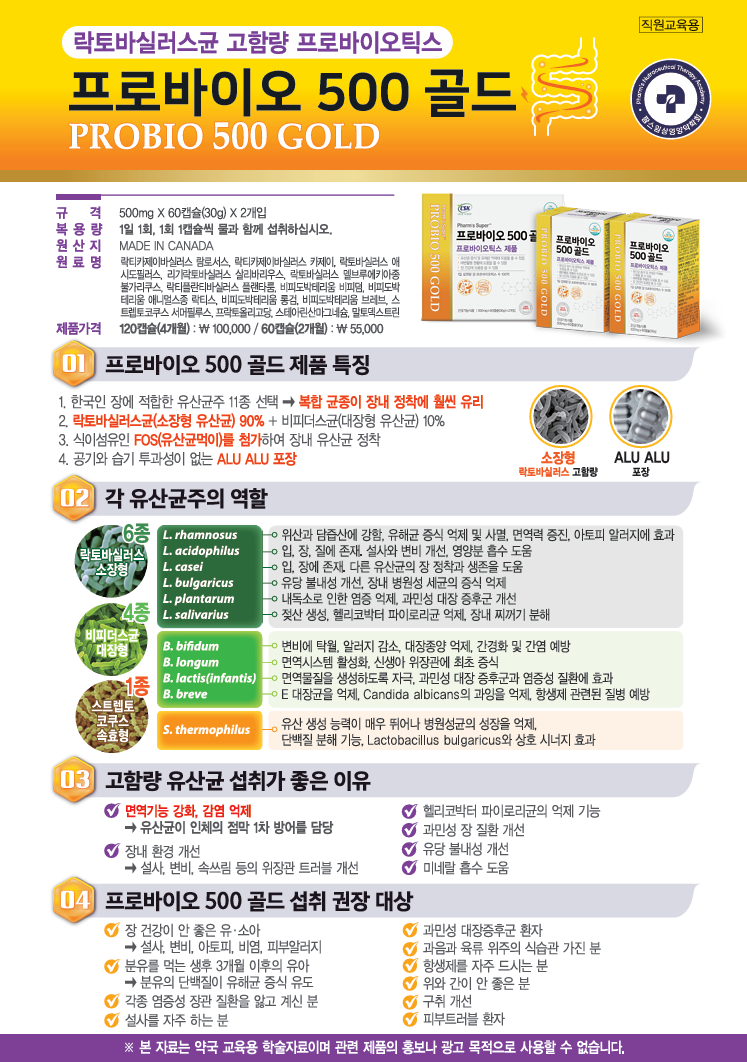 직원교육용
락토바실러스균 고함량 프로바이오틱스
프로바이오 500 골드
PROBIO 500 GOLD
Pharm's Nutraceutical Therapy Academy
팜스임상영양약학회
규 격 500mg X 60캡슐(30g) X 2개입
복 용 량 1일 1회, 1회 1캡슐씩 물과 함께 섭취하십시오.
원 산 지 MADE IN CANADA
원 료 명 락티카제이바실러스 람로서스, 락티카제이바실러스 카제이, 락토바실러스 애
시도필러스, 리기락토바실러스 살리바리우스, 락토바실러스 델브루에키아종
불가리쿠스, 락티플란티바실러스 플랜타룸, 비피도박테리움 비피덤, 비피도박
테리움 애니멀스종 락티스, 비피도박테리움 롱검, 비피도박테리움 브레브, 스
트렙토코쿠스 서머필루스, 프락토올리고당, 스테아린산마그네슘, 말토덱스트린
제품가격 120캡슐(4개월) : ₩ 100,000 / 60캡슐(2개월) : ₩ 55,000
PROBIO 500 GOLD
CSK
Pharm's Super
프로바이오 500 골
프로바이오틱스 제품
PROBIO 500 GOLD
프로바이오
500 골드
프로바이오틱스 제품
프로바이오
500 골드
프로바이오틱스 제품
01 프로바이오 500 골드 제품 특징
1. 한국인 장에 적합한 유산균주 11종 선택 ➞ 복합 균종이 장내 정착에 훨씬 유리
2. 락토바실러스균(소장형 유산균) 90% + 비피더스균(대장형 유산균) 10%
3. 식이섬유인 FOS(유산균먹이)를 첨가하여 장내 유산균 정착
4. 공기와 습기 투과성이 없는 ALU ALU 포장
소장형
락토바실러스 고함량
ALU ALU
포장
02 각 유산균주의 역할
6종
락토바실러스
소장형
L. rhamnosus 위산과 담즙산에 강함, 유해균 증식 억제 및 사멸, 면역력 증진, 아토피 알러지에 효과
L. acidophilus 입, 장, 질에 존재. 설사와 변비 개선, 영양분 흡수 도움
L. casei 입, 장에 존재. 다른 유산균의 장 정착과 생존을 도움
L. bulgaricus 유당 불내성 개선, 장내 병원성 세균의 증식 억제
L. plantarum 내독소로 인한 염증 억제, 과민성 대장 증후군 개선
L. salivarius 젖산 생성, 헬리코박터 파이로리균 억제, 장내 찌꺼기 분해
4종
비피더스균
대장형
B. bifidum 변비에 탁월, 알러지 감소, 대장종양 억제, 간경화 및 간염 예방
B. longum 면역시스템 활성화, 신생아 위장관에 최초 증식
B. lactis(infantis) 면역물질을 생성하도록 자극, 과민성 대장 증후군과 염증성 질환에 효과
B. breve E 대장균을 억제, Candida albicans의 과잉을 억제, 항생제 관련된 질병 예방
1종
스트렙토
코쿠스
속효형
S. thermophilus 유산 생성 능력이 매우 뛰어나 병원성균의 성장을 억제,
단백질 분해 기능, Lactobacillus bulgaricus와 상호 시너지 효과
03 고함량 유산균 섭취가 좋은 이유
면역기능 강화, 감염 억제
➞ 유산균이 인체의 점막 1차 방어를 담당
장내 환경 개선
➞ 설사, 변비, 속쓰림 등의 위장관 트러블 개선
헬리코박터 파이로리균의 억제 기능
과민성 장 질환 개선
유당 불내성 개선
미네랄 흡수 도움
04 프로바이오 500 골드 섭취 권장 대상
장 건강이 안 좋은 유·소아
➞ 설사, 변비, 아토피, 비염, 피부알러지
분유를 먹는 생후 3개월 이후의 유아
➞ 분유의 단백질이 유해균 증식 유도
각종 염증성 장관 질환을 앓고 계신 분
설사를 자주 하는 분
과민성 대장증후군 환자
과음과 육류 위주의 식습관 가진 분
항생제를 자주 드시는 분
위와 간이 안 좋은 분
구취 개선
피부트러블 환자
※ 본 자료는 약국 교육용 학술자료이며 관련 제품의 홍보나 광고 목적으로 사용할 수 없습니다.